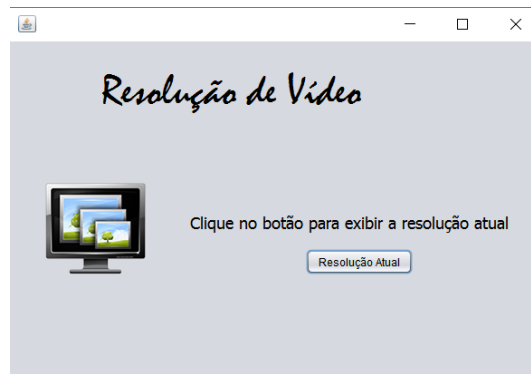 Resolução de Vídeo
Clique no botão para exibir a resolução atual
Resolução Atual